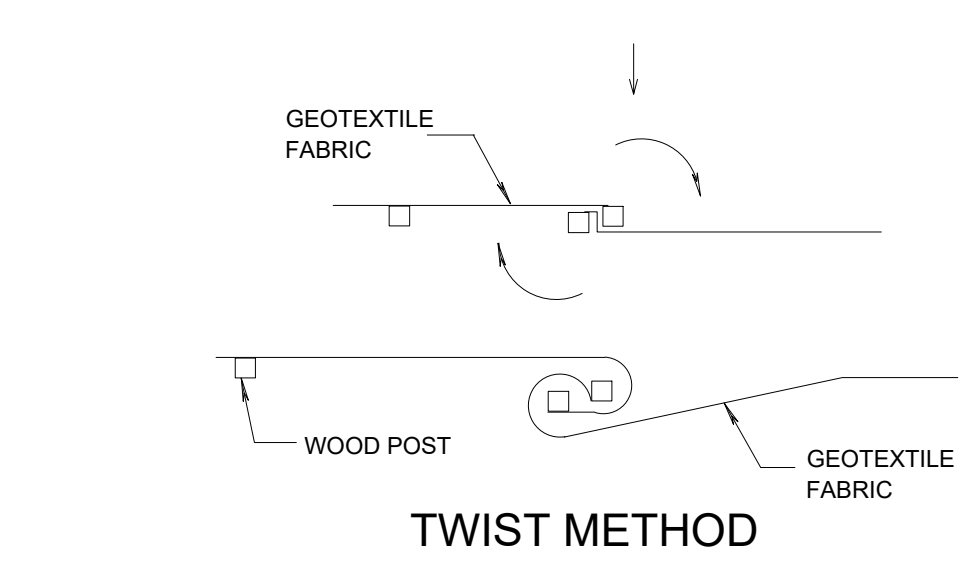 GEOTEXTILE
FABRIC
WOOD POST
GEOTEXTILE
FABRIC
TWIST METHOD